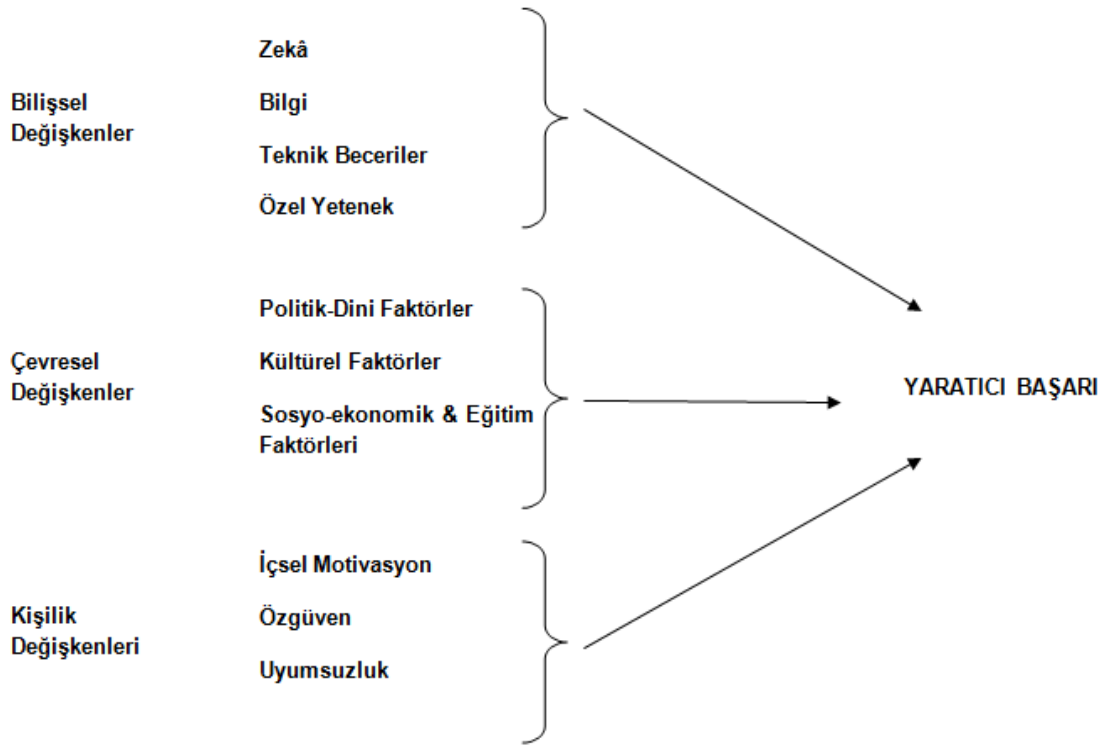 Bilişsel
Değişkenler
Zekâ
Bilgi
Teknik Beceriler
Özel Yetenek
Çevresel
Değişkenler
Politik-Dini Faktörler
Kültürel Faktörler
Sosyo-ekonomik & Eğitim
Faktörleri
Kişilik
Değişkenleri
İçsel Motivasyon
Özgüven
Uyumsuzluk
YARATICI BAŞARI